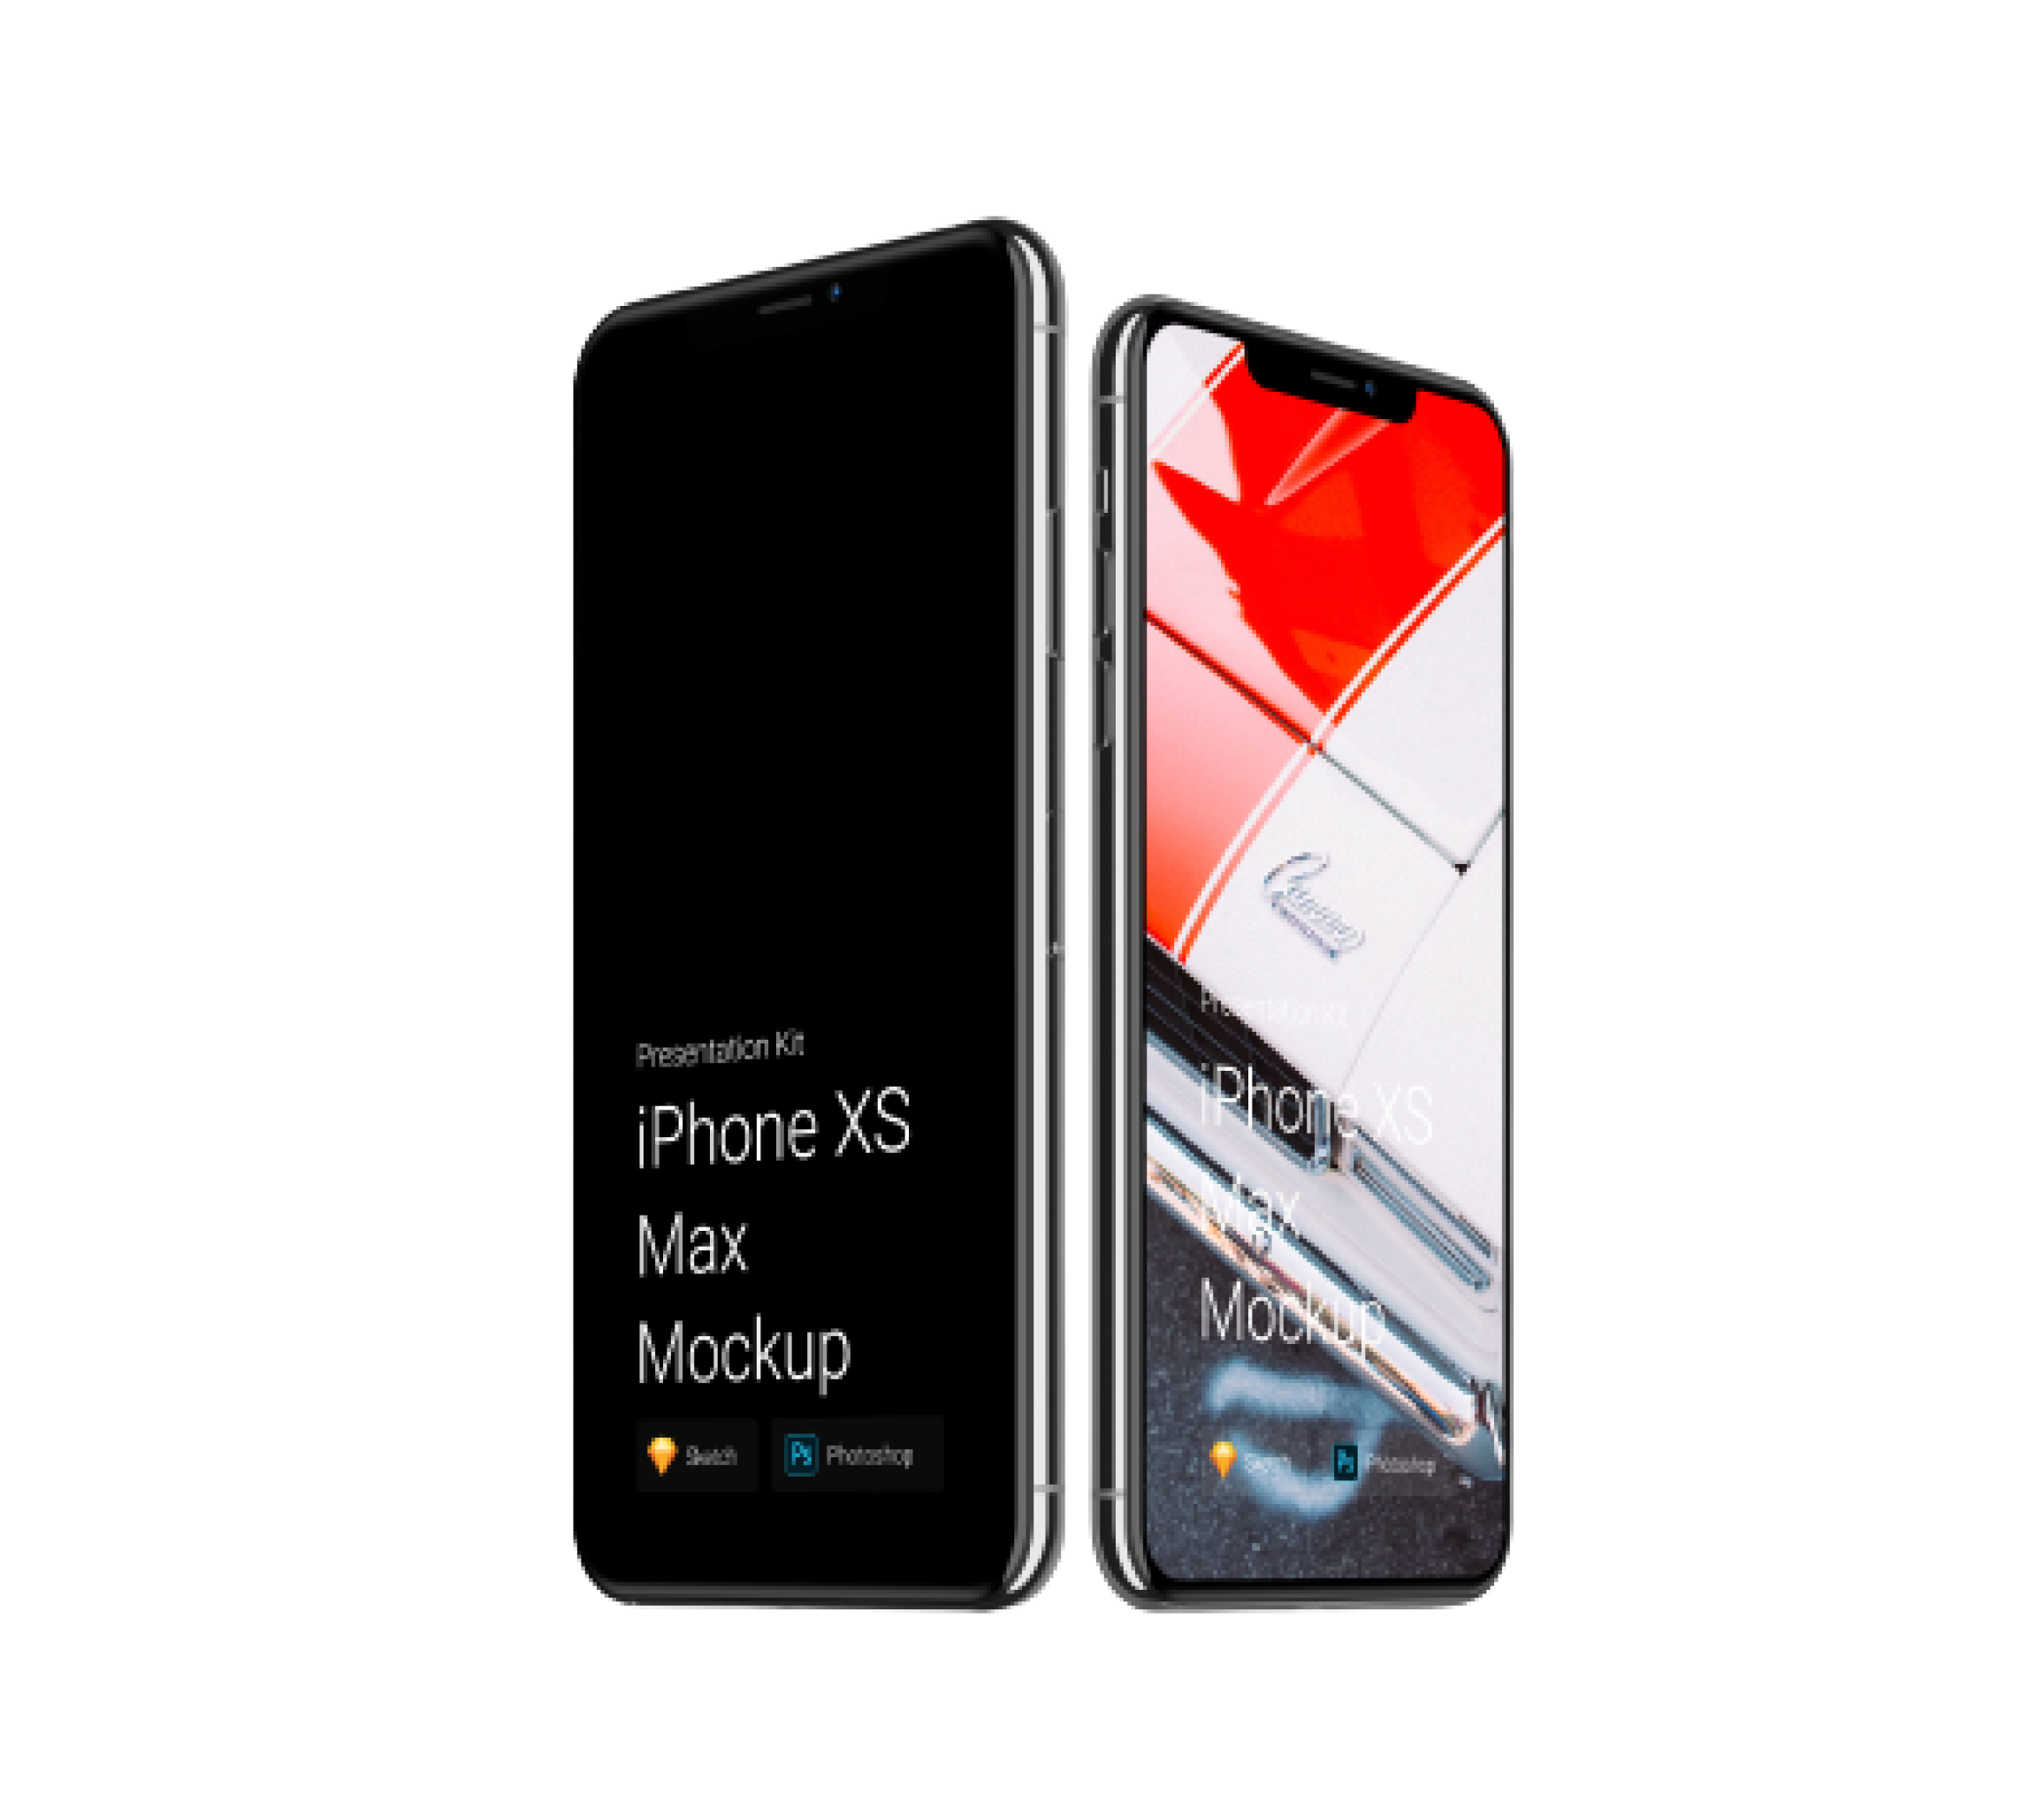 Presentation Kit
iPhone XS
Max
Mockup
Sketch
Ps Photoshop
Presentation Kit
iPhone XS
Max
Mockup
Sketch
Ps Photoshop